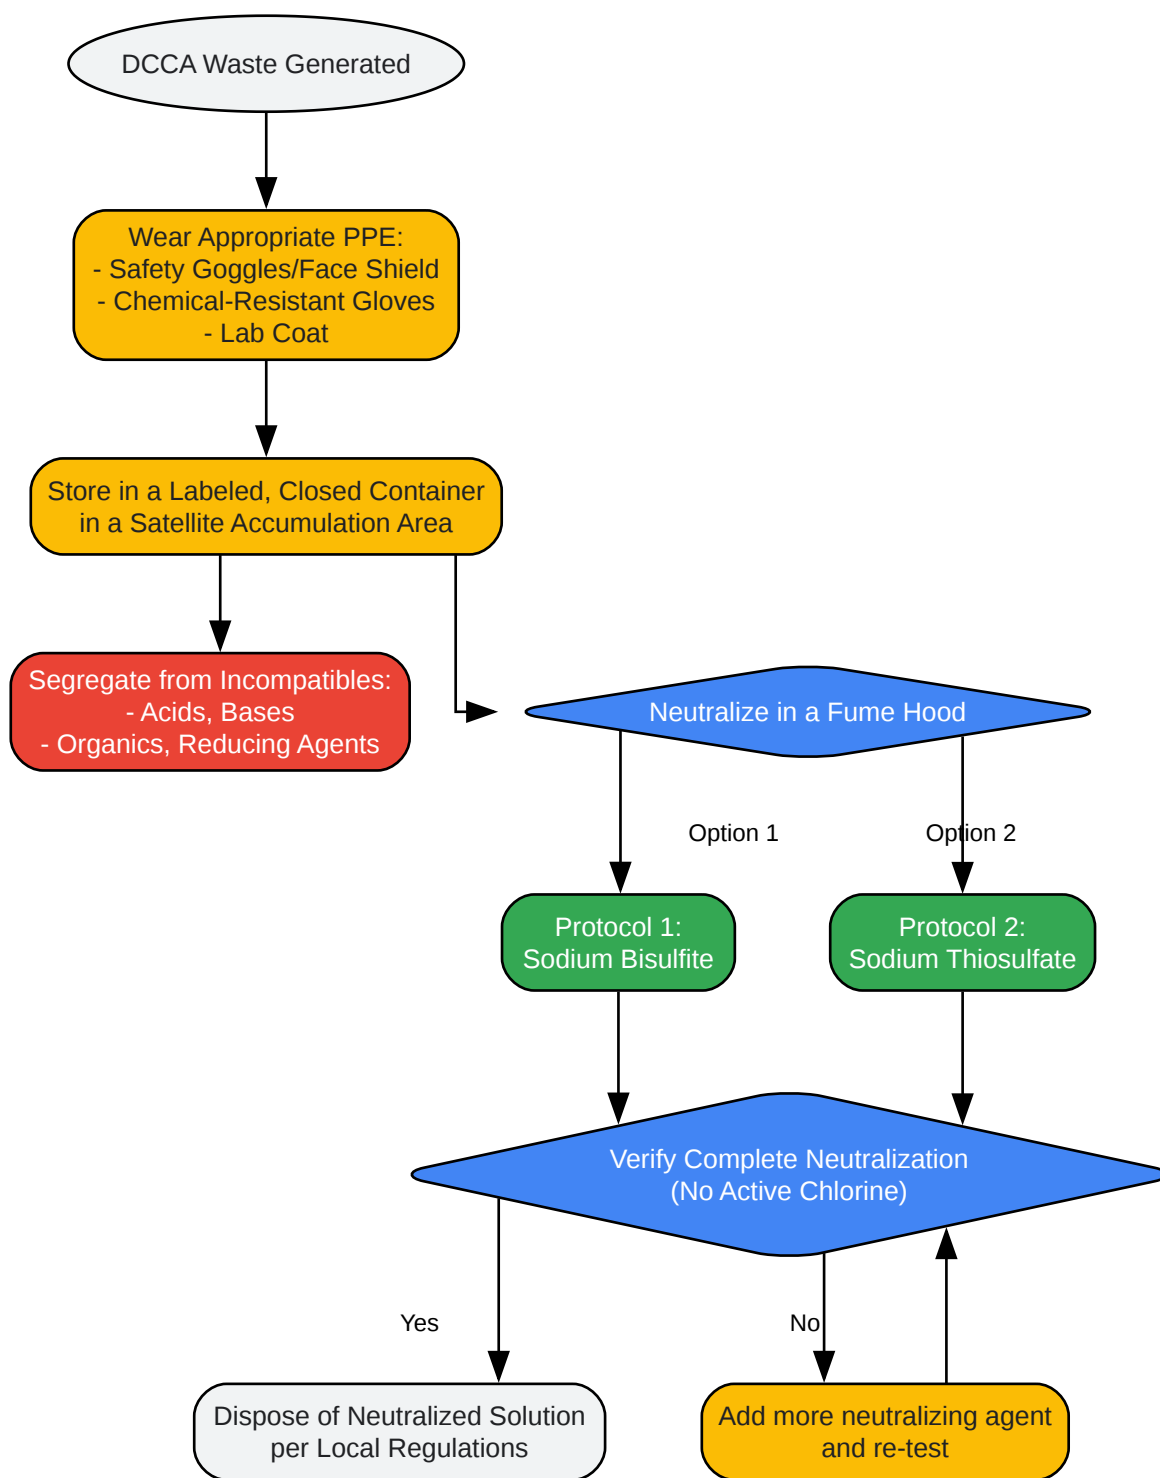 DCCA Waste Generated
Wear Appropriate PPE:
- Safety Goggles/Face Shield
- Chemical-Resistant Gloves
- Lab Coat
Store in a Labeled, Closed Container
in a Satellite Accumulation Area
Segregate from Incompatibles:
- Acids, Bases
- Organics, Reducing Agents
Neutralize in a Fume Hood
Option 1
Option 2
Protocol 1:
Sodium Bisulfite
Protocol 2:
Sodium Thiosulfate
Verify Complete Neutralization
(No Active Chlorine)
Yes
No
Dispose of Neutralized Solution
per Local Regulations
Add more neutralizing agent
and re-test